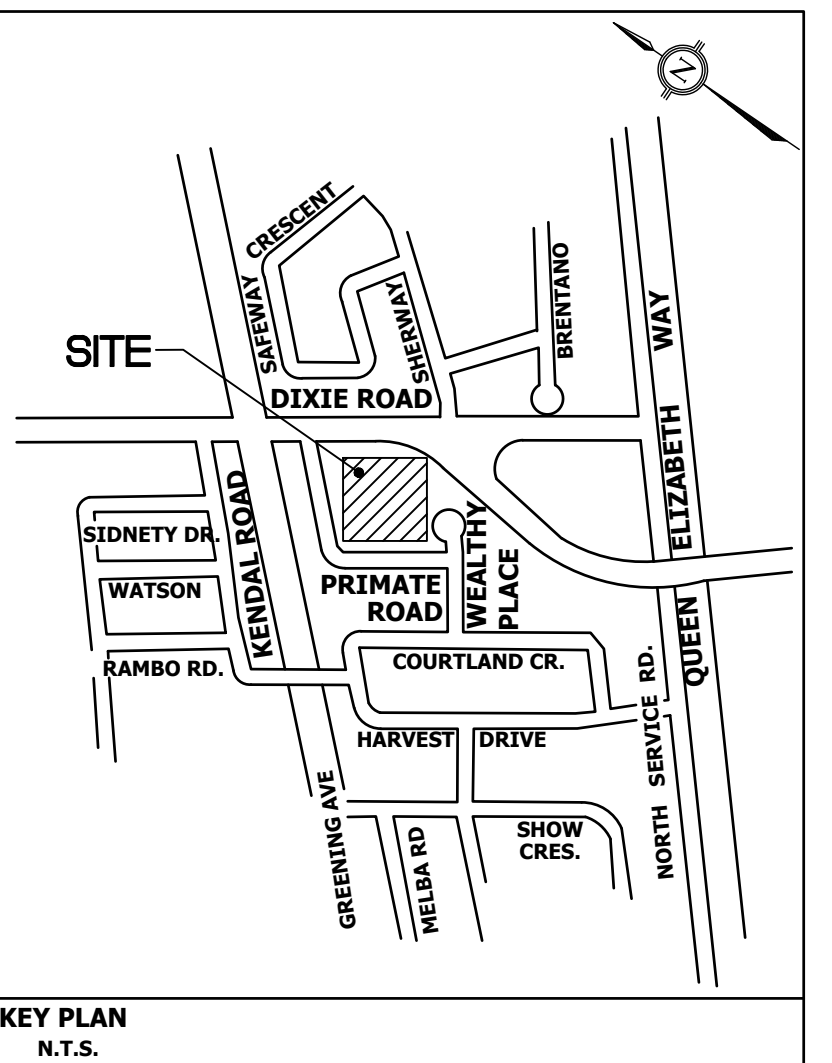 N
CRESCENT
SAFEWAY
SHERWAY
BRENTANO
SITE
DIXIE ROAD
QUEEN ELIZABETH WAY
SIDNETY DR.
KENDAL ROAD
WATSON
PRIMATE
ROAD
WEALTHY
PLACE
RAMBO RD.
COURTLAND CR.
NORTH SERVICE RD.
HARVEST DRIVE
GREENING AVE
MELBA RD
SHOW
CRES.
KEY PLAN
N.T.S.